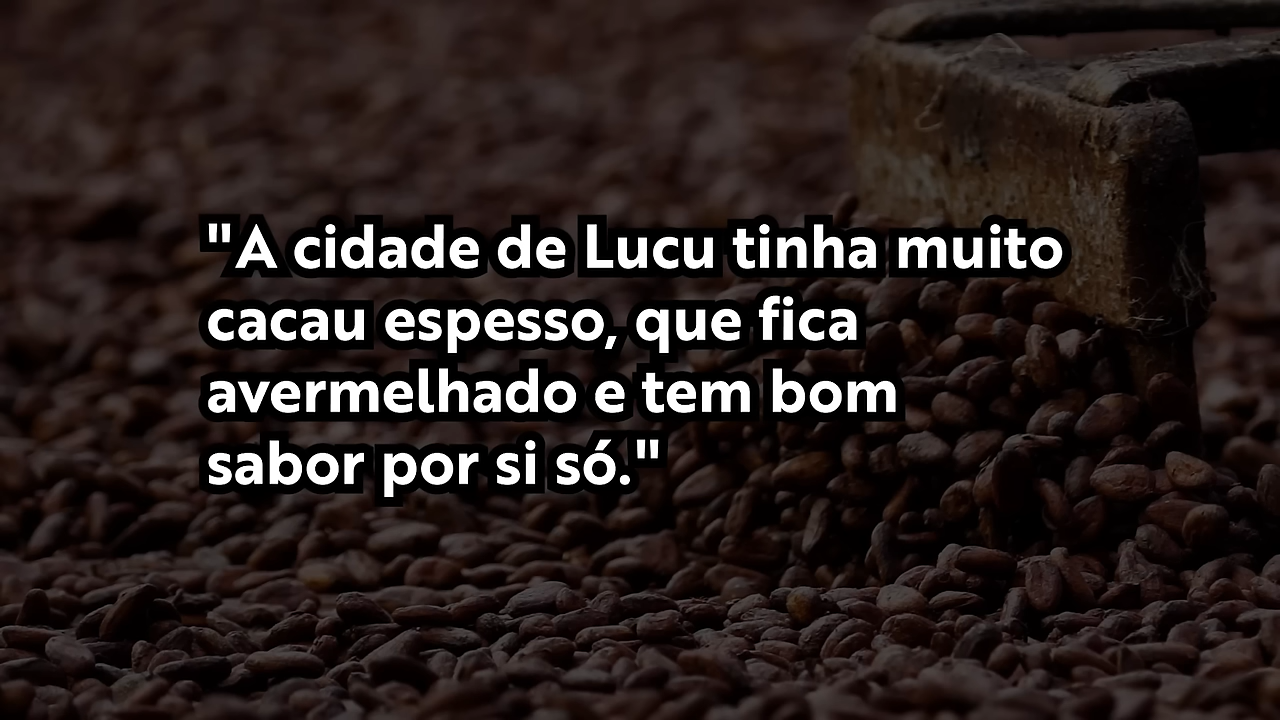 "A cidade de Lucu tinha muito
cacau espesso, que fica
avermelhado e tem bom
sabor por si só."